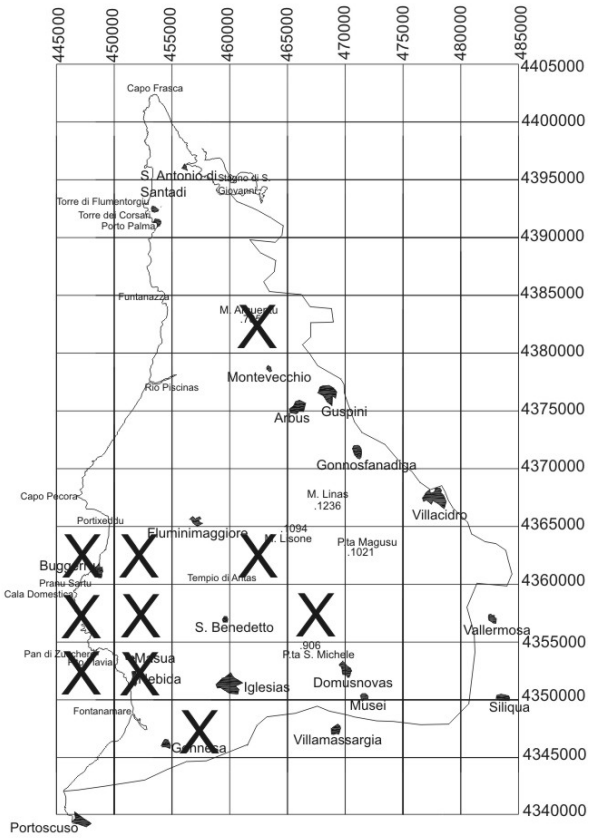 445000
450000
455000
460000
465000
470000
475000
480000
485000
4405000
Capo Frasca
4400000
S. Antonio di
Santadi
Stagno di S.
Giovanni
4395000
Torre di Flumentorgiu
Torre dei Corsari
Porto Palma
4390000
Funtanazza
4385000
M. Arcuentu
X
4380000
Montevecchio
Rio Piscinas
Arbus
Guspini
4375000
Gonnosfanadiga
4370000
Capo Pecora
M. Linas
.1236
Villacidro
Portixeddu
4365000
Fluminimaggiore
.1094
M. Lisone
P.ta Magusu
.1021
X X X
Buggerru
Tempio di Antas
4360000
Pranu Sartu
Cala Domestica
X X X
S. Benedetto
Vallermosa
4355000
.906
P.ta S. Michele
Pan di Zucchero
Masua
X X
Nebida
Iglesias
Domusnovas
Musei
4350000
Siliqua
Fontanamare
X
Gonnesa
Villamassargia
4345000
4340000
Portoscuso